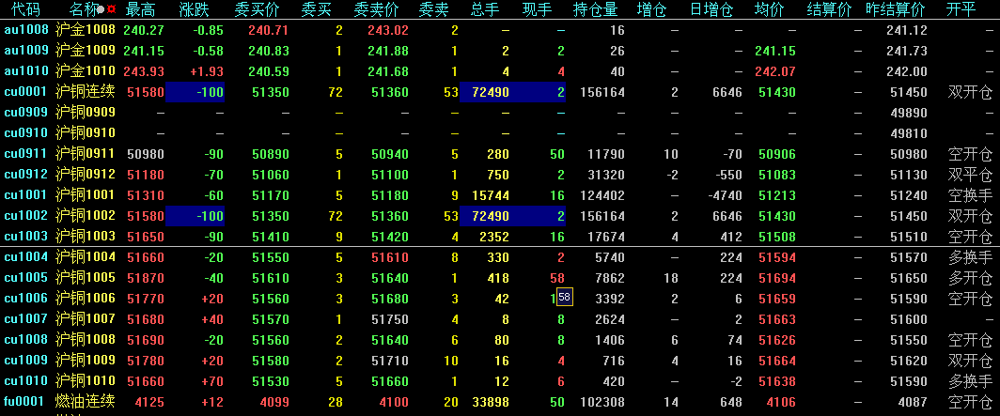 代码 名称 最高 涨跌 委买价 委买 委卖价 委卖 总手 现手 持仓量 增仓 日增仓 均价 结算价 昨结算价 开平
au1008 沪金1008 240.27 -0.85 240.71 2 243.02 2 – – 16 – – – – 241.12 –
au1009 沪金1009 241.15 -0.58 240.83 1 241.88 1 2 2 28 – – 241.15 – 241.73 –
au1010 沪金1010 243.93 +1.93 240.59 1 241.68 1 4 4 40 – – 242.07 – 242.00 –
cu0001 沪铜连续 51580 -100 51350 72 51360 53 72490 2 156164 2 6646 51430 – 51450 双开仓
cu0909 沪铜0909 – – – – – – – – – – – – – 49890
cu0910 沪铜0910 – – – – – – – – – – – – – 49810
cu0911 沪铜0911 50980 -90 50890 5 50940 5 280 50 11790 10 -70 50906 – 50980 空开仓
cu0912 沪铜0912 51180 -70 51060 1 51100 1 750 2 31320 -2 -550 51083 – 51130 双平仓
cu1001 沪铜1001 51310 -60 51170 5 51180 9 15744 16 124402 – -4740 51213 – 51240 空换手
cu1002 沪铜1002 51580 -100 51350 72 51360 53 72490 2 156164 2 6646 51430 – 51450 双开仓
cu1003 沪铜1003 51650 -90 51410 9 51420 4 2352 16 17674 4 412 51508 – 51510 空开仓
cu1004 沪铜1004 51660 -20 51550 5 51610 8 330 2 5740 – 224 51594 – 51570 多换手
cu1005 沪铜1005 51870 -40 51610 3 51640 1 418 58 7862 18 224 51694 – 51650 多开仓
cu1006 沪铜1006 51770 +20 51560 3 51680 3 42 1 58 3392 2 6 51659 – 51590 空开仓
cu1007 沪铜1007 51680 +40 51570 1 51750 4 8 8 2624 – 2 51663 – 51600 –
cu1008 沪铜1008 51690 -20 51560 2 51640 6 80 8 1406 6 74 51626 – 51550 空开仓
cu1009 沪铜1009 51780 +20 51580 2 51710 10 16 4 716 4 16 51664 – 51620 双开仓
cu1010 沪铜1010 51660 +70 51530 5 51660 1 12 6 420 – -2 51638 – 51590 多换手
fu0001 燃油连续 4125 +12 4099 28 4100 20 33898 50 102308 14 648 4106 – 4087 空开仓